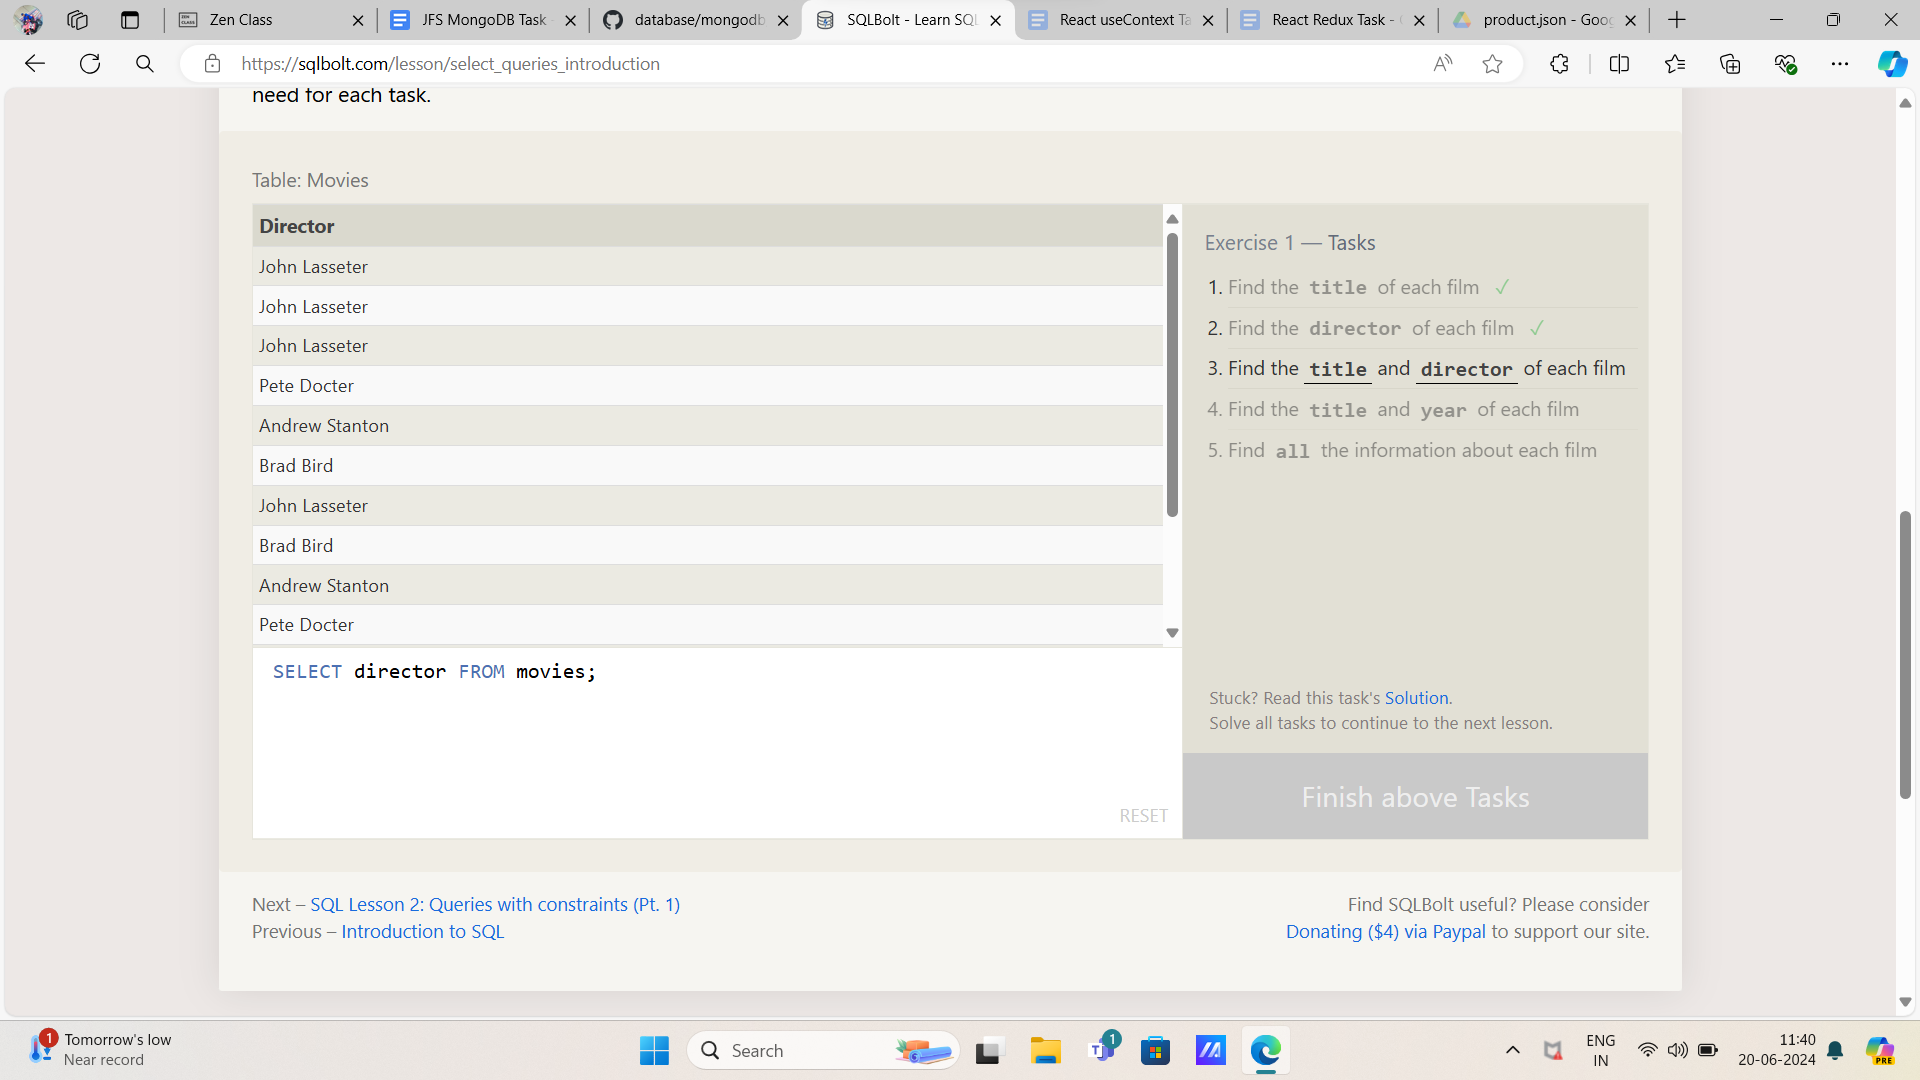 Zen Class
JFS MongoDB Task
database/mongodb
SQLBolt - Learn SQL
React useContext Ta
React Redux Task -
product.json - Goog
https://sqlbolt.com/lesson/select_queries_introduction
need for each task.
Table: Movies
Director
John Lasseter
John Lasseter
John Lasseter
Pete Docter
Andrew Stanton
Brad Bird
John Lasseter
Brad Bird
Andrew Stanton
Pete Docter
SELECT director FROM movies;
RESET
Exercise 1 — Tasks
1. Find the title of each film ✓
2. Find the director of each film ✓
3. Find the title and director of each film
4. Find the title and year of each film
5. Find all the information about each film
Stuck? Read this task's Solution.
Solve all tasks to continue to the next lesson.
Finish above Tasks
Next – SQL Lesson 2: Queries with constraints (Pt. 1)
Previous – Introduction to SQL
Find SQLBolt useful? Please consider
Donating ($4) via Paypal to support our site.
1
Tomorrow's low
Near record
Search
1
ENG
IN
11:40
20-06-2024
PRE